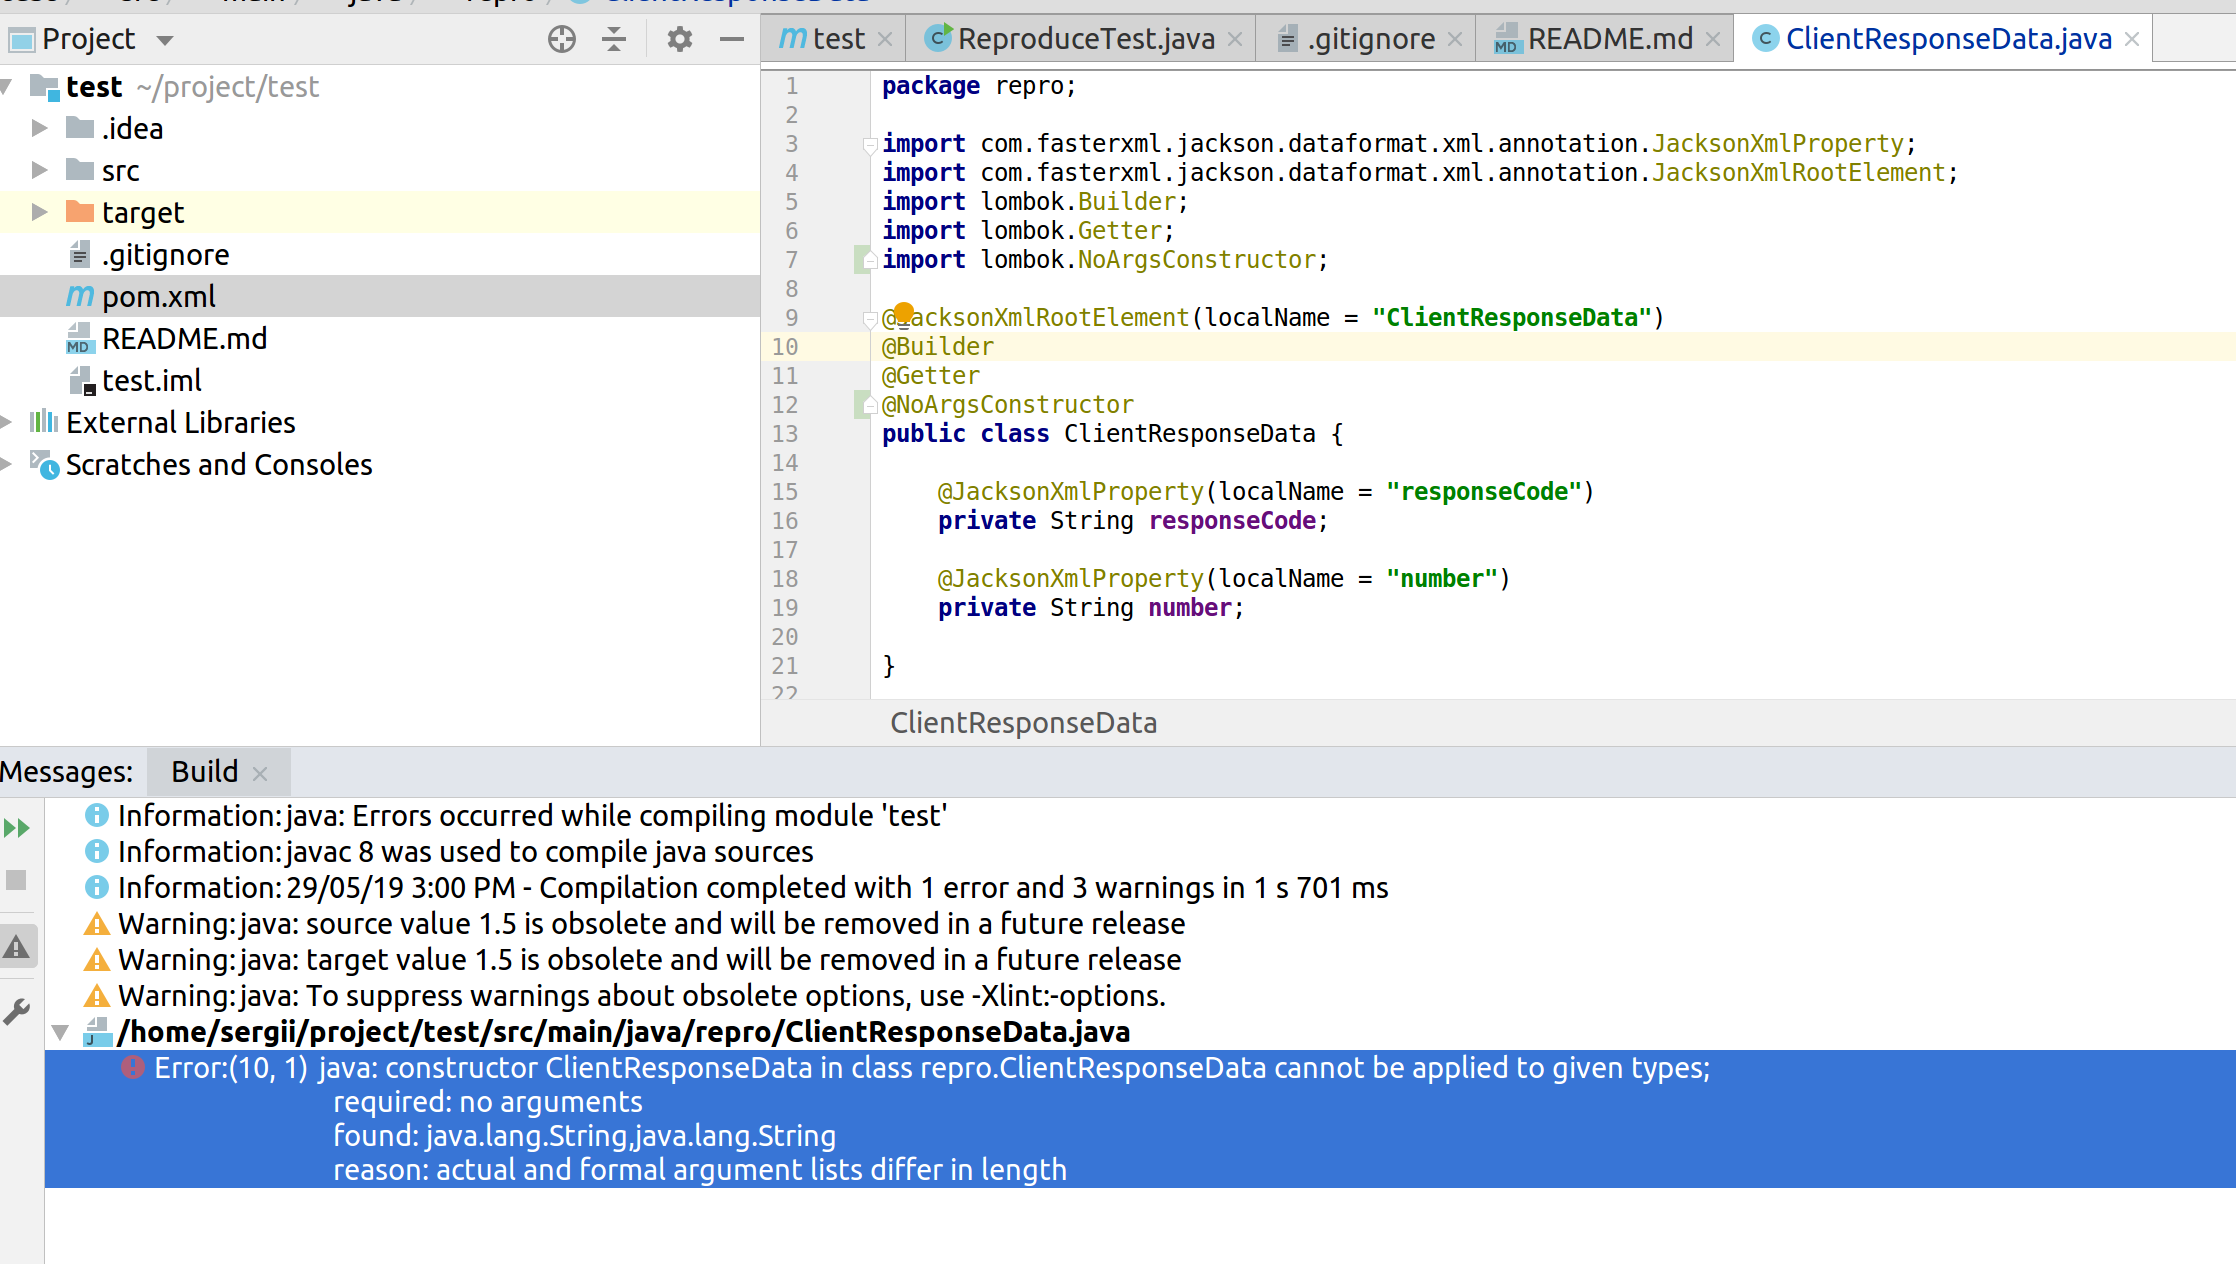 Project
test ~/project/test
.idea
src
target
.gitignore
pom.xml
README.md
test.iml
External Libraries
Scratches and Consoles
test
ReproduceTest.java
.gitignore
README.md
ClientResponseData.java
1 package repro;
2
3 import com.fasterxml.jackson.dataformat.xml.annotation.JacksonXmlProperty;
4 import com.fasterxml.jackson.dataformat.xml.annotation.JacksonXmlRootElement;
5 import lombok.Builder;
6 import lombok.Getter;
7 import lombok.NoArgsConstructor;
8
9 @JacksonXmlRootElement(localName = "ClientResponseData")
10 @Builder
11 @Getter
12 @NoArgsConstructor
13 public class ClientResponseData {
14
15 @JacksonXmlProperty(localName = "responseCode")
16 private String responseCode;
17
18 @JacksonXmlProperty(localName = "number")
19 private String number;
20
21 }
22
ClientResponseData
Messages: Build
Information:java: Errors occurred while compiling module 'test'
Information:javac 8 was used to compile java sources
Information:29/05/19 3:00 PM - Compilation completed with 1 error and 3 warnings in 1 s 701 ms
Warning:java: source value 1.5 is obsolete and will be removed in a future release
Warning:java: target value 1.5 is obsolete and will be removed in a future release
Warning:java: To suppress warnings about obsolete options, use -Xlint:-options.
/home/sergii/project/test/src/main/java/repro/ClientResponseData.java
Error:(10, 1) java: constructor ClientResponseData in class repro.ClientResponseData cannot be applied to given types;
required: no arguments
found: java.lang.String,java.lang.String
reason: actual and formal argument lists differ in length